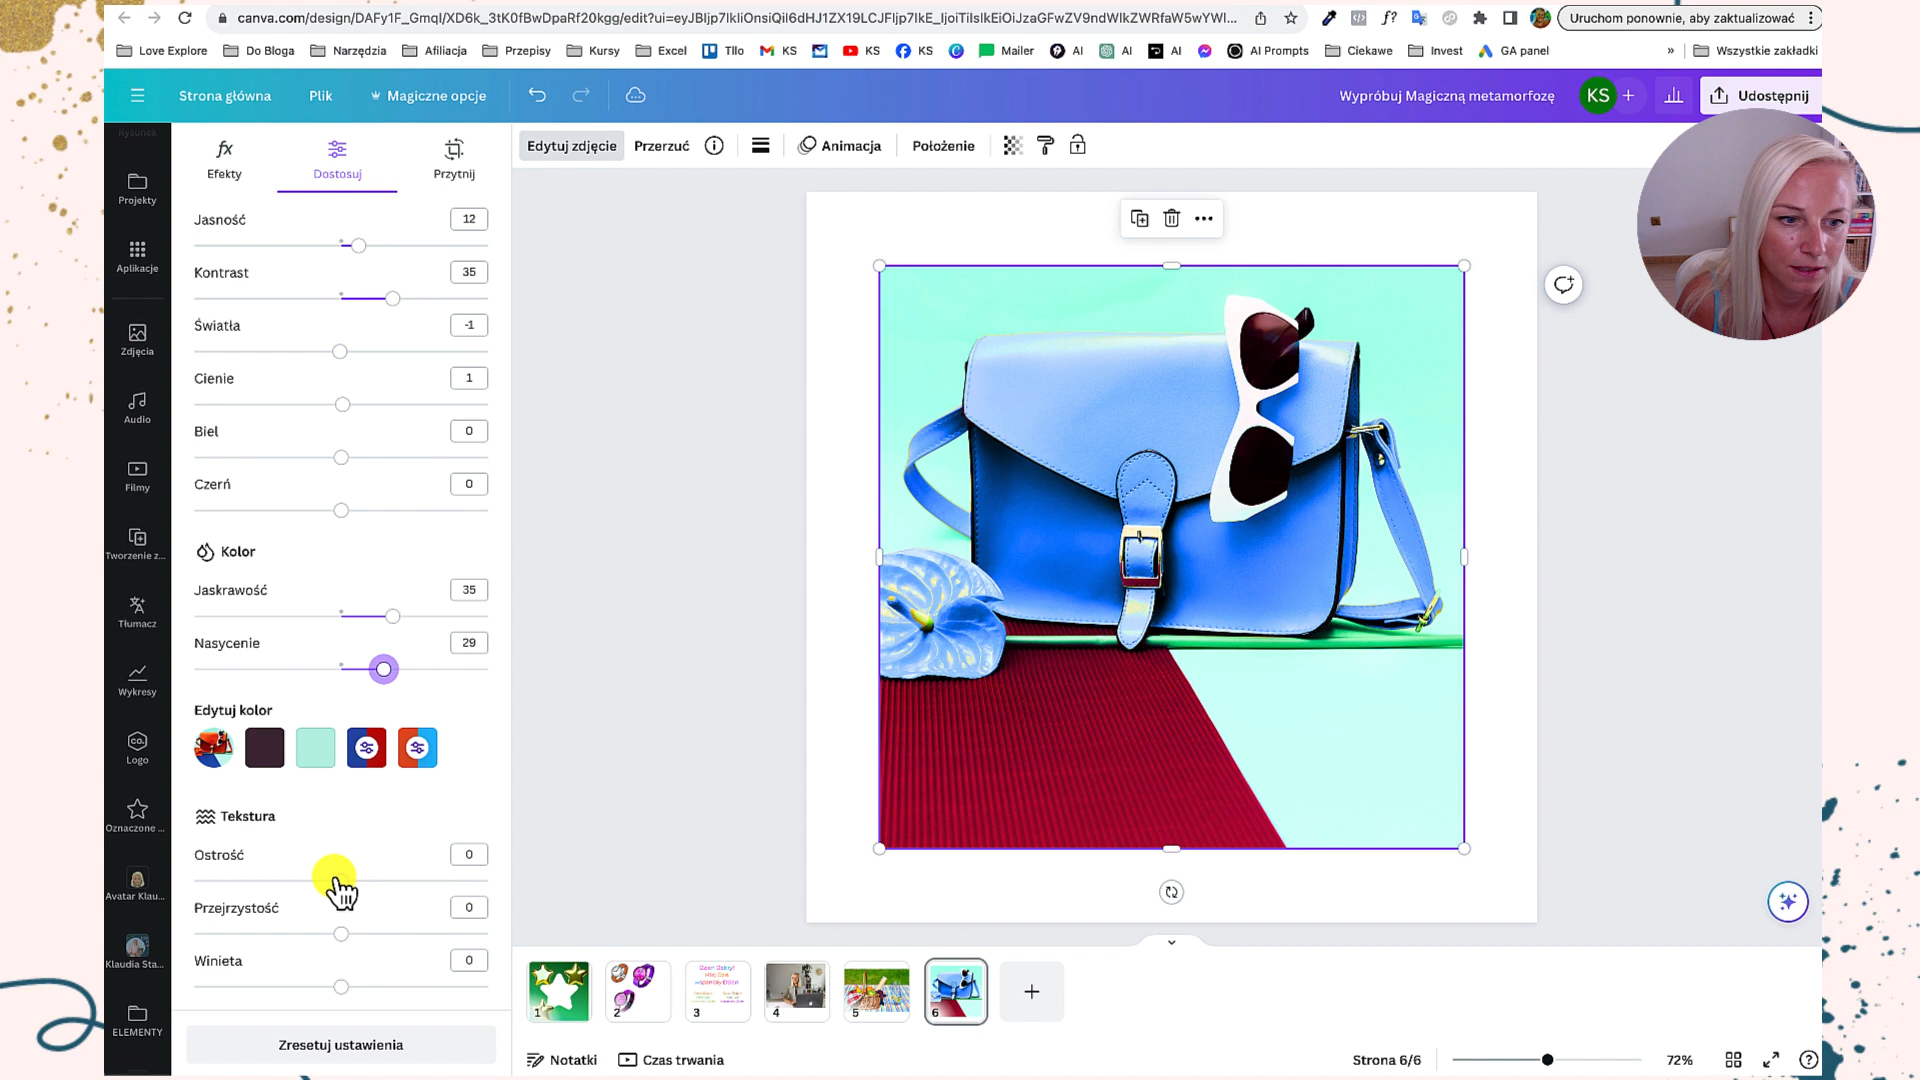 canva.com/design/DAFy1F_GmqI/XD6k_3tK0fBwDpaRf20kgg/edit?ui=
Uruchom ponownie, aby zaktualizować
Love Explore
Do Bloga
Narzędzia
Afiliacja
Przepisy
Kursy
Excel
Tllo
KS
KS
KS
Mailer
AI
AI
AI
AI Prompts
Ciekawe
Invest
GA panel
»
Wszystkie zakładki
Strona główna
Plik
Magiczne opcje
Wypróbuj Magiczną metamorfozę
KS
+
Udostępnij
Rysunek
Projekty
Aplikacje
Zdjęcia
Audio
Filmy
Tworzenie z...
Tłumacz
Wykresy
co.
Logo
Oznaczone ...
Avatar Klau...
Klaudia Sta...
ELEMENTY
fx
Efekty
Dostosuj
Przytnij
Jasność 12
Kontrast 35
Światła -1
Cienie 1
Biel 0
Czerń 0
Kolor
Jaskrawość 35
Nasycenie 29
Edytuj kolor
Tekstura
Ostrość 0
Przejrzystość 0
Winieta 0
Zresetuj ustawienia
Edytuj zdjęcie
Przerzuć
Animacja
Położenie
1
2
3
4
5
6
Notatki
Czas trwania
Strona 6/6
72%